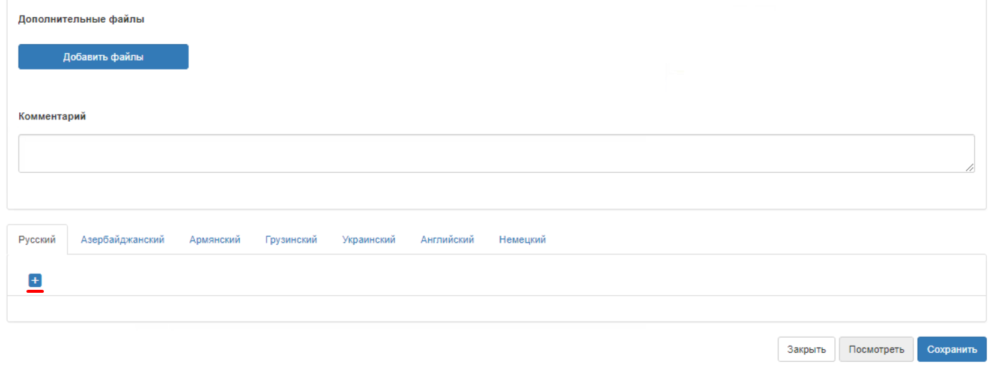 Дополнительные файлы
Добавить файлы
Комментарий
Русский Азербайджанский Армянский Грузинский Украинский Английский Немецкий
Закрыть Посмотреть Сохранить